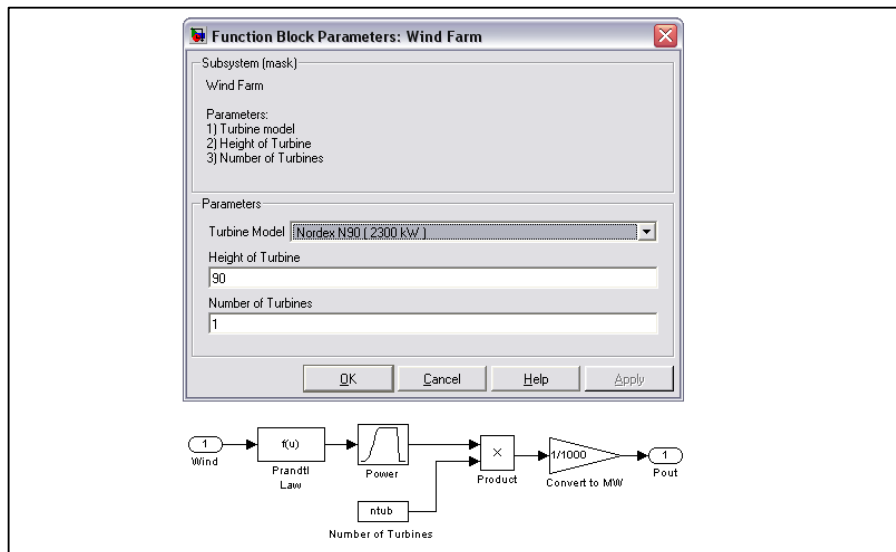 Function Block Parameters: Wind Farm
Subsystem (mask)
Wind Farm
Parameters:
1) Turbine model
2) Height of Turbine
3) Number of Turbines
Parameters
Turbine Model Nordex N90 ( 2300 kW )
Height of Turbine
90
Number of Turbines
1
OK Cancel Help Apply
1
Wind
f(u)
Prandtl
Law
Power
ntub
Number of Turbines
×
Product
1/1000
Convert to MW
1
Pout